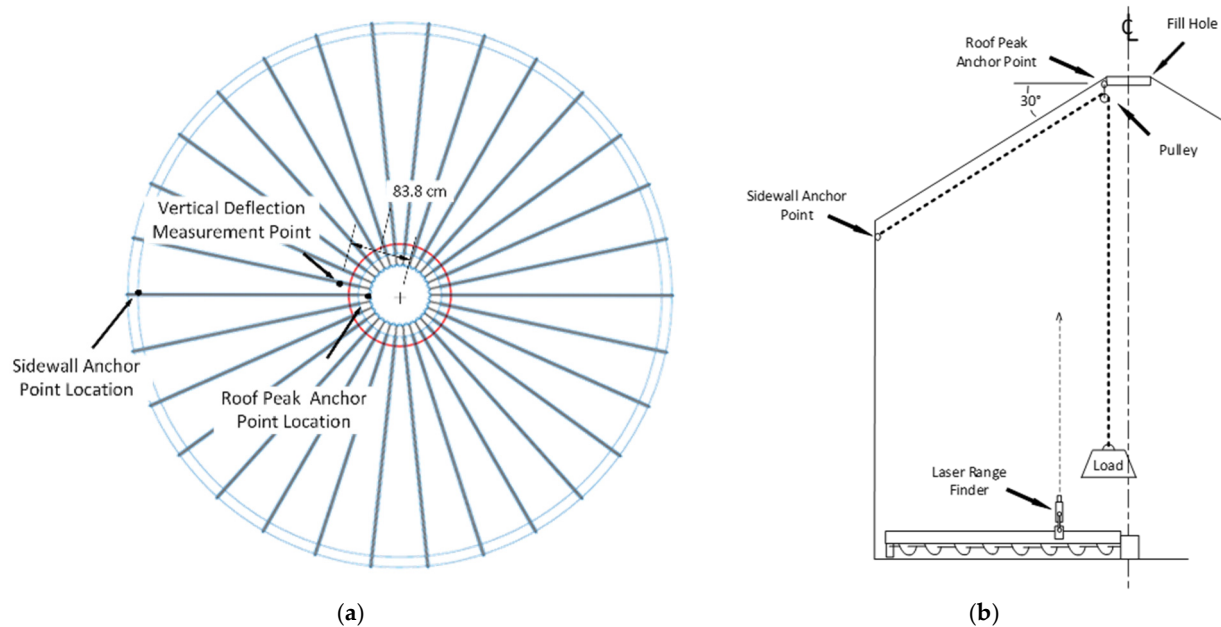 83.8 cm
Vertical Deflection
Measurement Point
Sidewall Anchor
Point Location
Roof Peak Anchor
Point Location
(a)
℄
Fill Hole
Roof Peak
Anchor Point
30°
Pulley
Sidewall Anchor
Point
Load
Laser Range
Finder
(b)